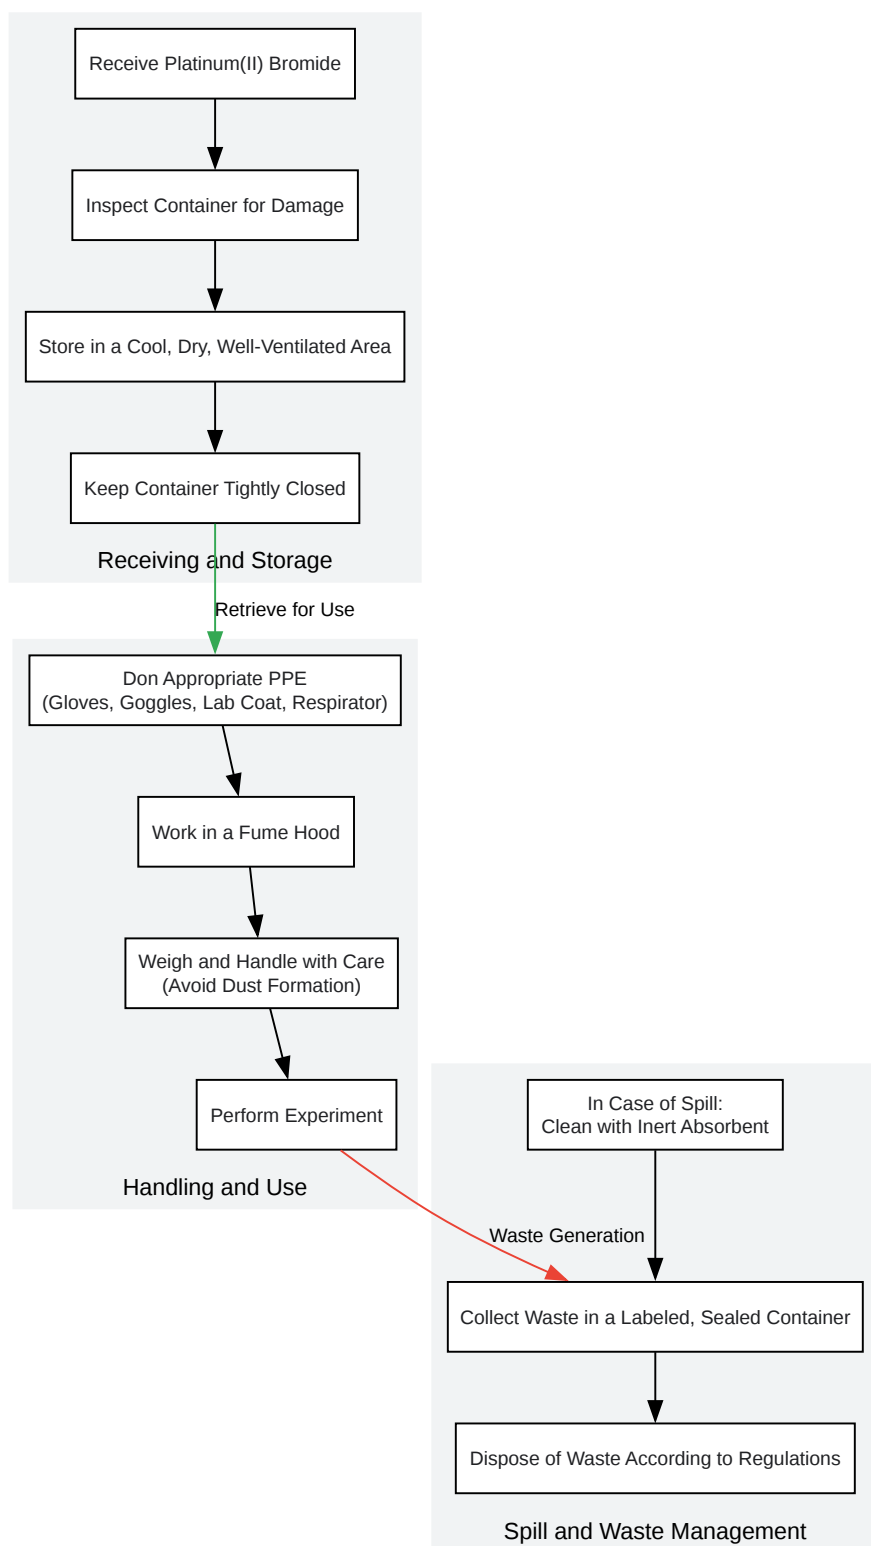 Receive Platinum(II) Bromide
Inspect Container for Damage
Store in a Cool, Dry, Well-Ventilated Area
Keep Container Tightly Closed
Receiving and Storage
Retrieve for Use
Don Appropriate PPE
(Gloves, Goggles, Lab Coat, Respirator)
Work in a Fume Hood
Weigh and Handle with Care
(Avoid Dust Formation)
Perform Experiment
Handling and Use
In Case of Spill:
Clean with Inert Absorbent
Waste Generation
Collect Waste in a Labeled, Sealed Container
Dispose of Waste According to Regulations
Spill and Waste Management